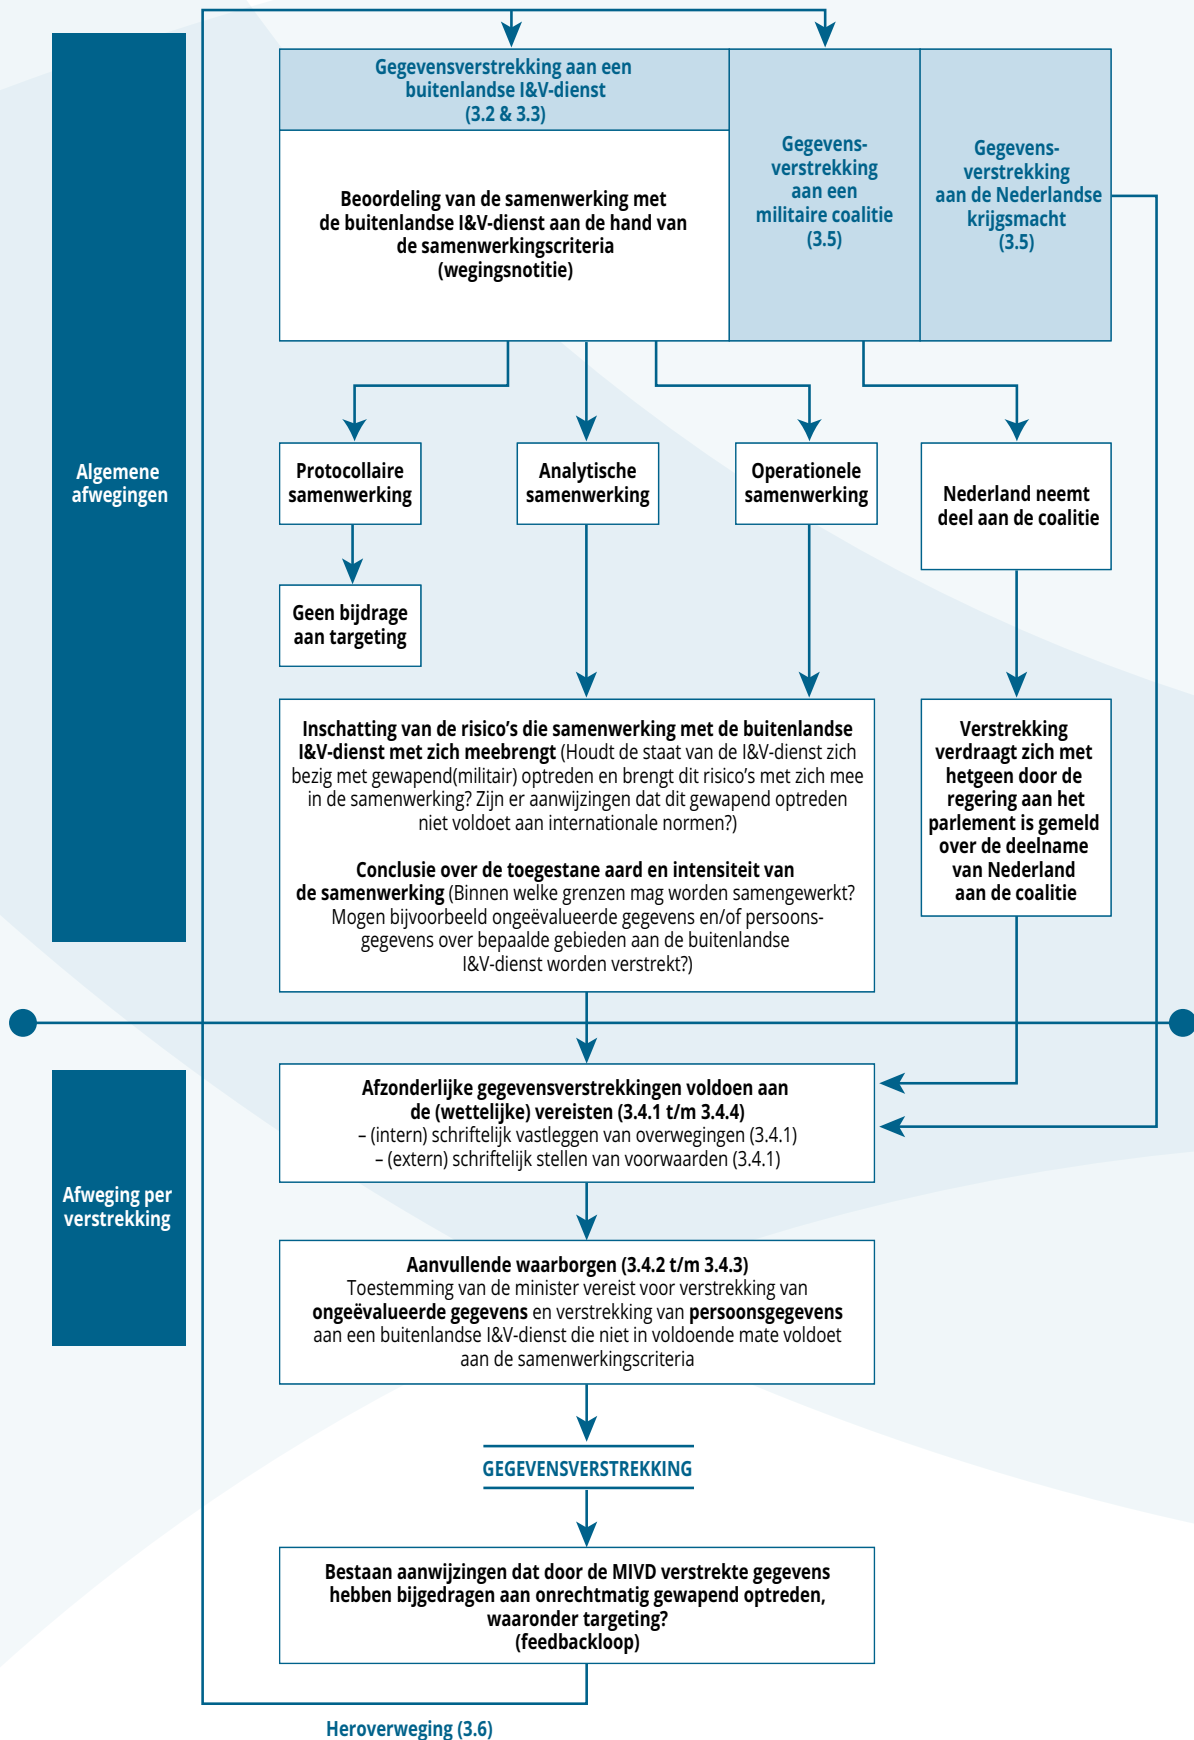 Gegevensverstrekking aan een
buitenlandse I&V-dienst
(3.2 & 3.3)
Beoordeling van de samenwerking met
de buitenlandse I&V-dienst aan de hand van
de samenwerkingscriteria
(wegingsnotitie)
Gegevens-
verstrekking
aan een
militaire coalitie
(3.5)
Gegevens-
verstrekking
aan de Nederlandse
krijgsmacht
(3.5)
Algemene
afwegingen
Protocollaire
samenwerking
Analytische
samenwerking
Operationele
samenwerking
Nederland neemt
deel aan de coalitie
Geen bijdrage
aan targeting
Inschatting van de risico's die samenwerking met de buitenlandse
I&V-dienst met zich meebrengt (Houdt de staat van de I&V-dienst zich
bezig met gewapend(militair) optreden en brengt dit risico's met zich mee
in de samenwerking? Zijn er aanwijzingen dat dit gewapend optreden
niet voldoet aan internationale normen?)
Conclusie over de toegestane aard en intensiteit van
de samenwerking (Binnen welke grenzen mag worden samengewerkt?
Mogen bijvoorbeeld ongeëvalueerde gegevens en/of persoons-
gegevens over bepaalde gebieden aan de buitenlandse
I&V-dienst worden verstrekt?)
Verstrekking
verdraagt zich met
hetgeen door de
regering aan het
parlement is gemeld
over de deelname
van Nederland
aan de coalitie
Afweging per
verstrekking
Afzonderlijke gegevensverstrekkingen voldoen aan
de (wettelijke) vereisten (3.4.1 t/m 3.4.4)
– (intern) schriftelijk vastleggen van overwegingen (3.4.1)
– (extern) schriftelijk stellen van voorwaarden (3.4.1)
Aanvullende waarborgen (3.4.2 t/m 3.4.3)
Toestemming van de minister vereist voor verstrekking van
ongeëvalueerde gegevens en verstrekking van persoonsgegevens
aan een buitenlandse I&V-dienst die niet in voldoende mate voldoet
aan de samenwerkingscriteria
GEGEVENSVERSTREKKING
Bestaan aanwijzingen dat door de MIVD verstrekte gegevens
hebben bijgedragen aan onrechtmatig gewapend optreden,
waaronder targeting?
(feedbackloop)
Heroverweging (3.6)